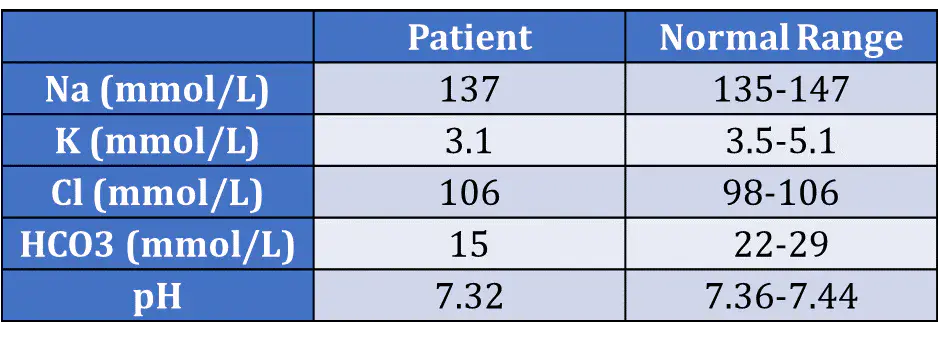 Patient Normal Range
Na (mmol/L) 137 135-147
K (mmol/L) 3.1 3.5-5.1
Cl (mmol/L) 106 98-106
HCO3 (mmol/L) 15 22-29
pH 7.32 7.36-7.44